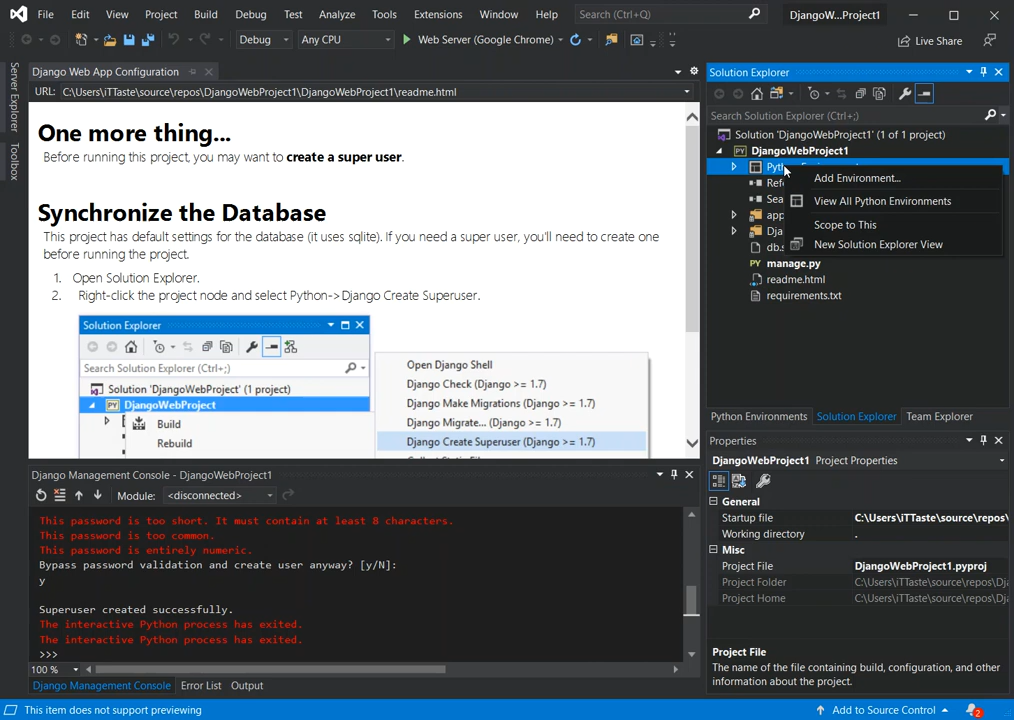 File Edit View Project Build Debug Test Analyze Tools Extensions Window Help Search (Ctrl+Q) DjangoW...Project1
Debug Any CPU Web Server (Google Chrome) Live Share
Server Explorer
Toolbox
Django Web App Configuration
URL: C:\Users\iTTaste\source\repos\DjangoWebProject1\DjangoWebProject1\readme.html
One more thing...
Before running this project, you may want to create a super user.
Synchronize the Database
This project has default settings for the database (it uses sqlite). If you need a super user, you'll need to create one
before running the project.
1. Open Solution Explorer.
2. Right-click the project node and select Python->Django Create Superuser.
Solution Explorer
Search Solution Explorer (Ctrl+;)
Solution 'DjangoWebProject' (1 project)
DjangoWebProject
Build
Rebuild
Open Django Shell
Django Check (Django >= 1.7)
Django Make Migrations (Django >= 1.7)
Django Migrate... (Django >= 1.7)
Django Create Superuser (Django >= 1.7)
Django Management Console - DjangoWebProject1
Module: <disconnected>
This password is too short. It must contain at least 8 characters.
This password is too common.
This password is entirely numeric.
Bypass password validation and create user anyway? [y/N]:
y
Superuser created successfully.
The interactive Python process has exited.
The interactive Python process has exited.
>>>
100 %
Django Management Console Error List Output
Solution Explorer
Search Solution Explorer (Ctrl+;)
Solution 'DjangoWebProject1' (1 of 1 project)
PY DjangoWebProject1
Pyth
Refe
Sea
app
Dja
db.s
PY manage.py
readme.html
requirements.txt
Add Environment...
View All Python Environments
Scope to This
New Solution Explorer View
Python Environments Solution Explorer Team Explorer
Properties
DjangoWebProject1 Project Properties
General
Startup file C:\Users\iTTaste\source\repos\
Working directory .
Misc
Project File DjangoWebProject1.pyproj
Project Folder C:\Users\iTTaste\source\repos\Dja
Project Home C:\Users\iTTaste\source\repos\Dja
Project File
The name of the file containing build, configuration, and other
information about the project.
This item does not support previewing Add to Source Control 2